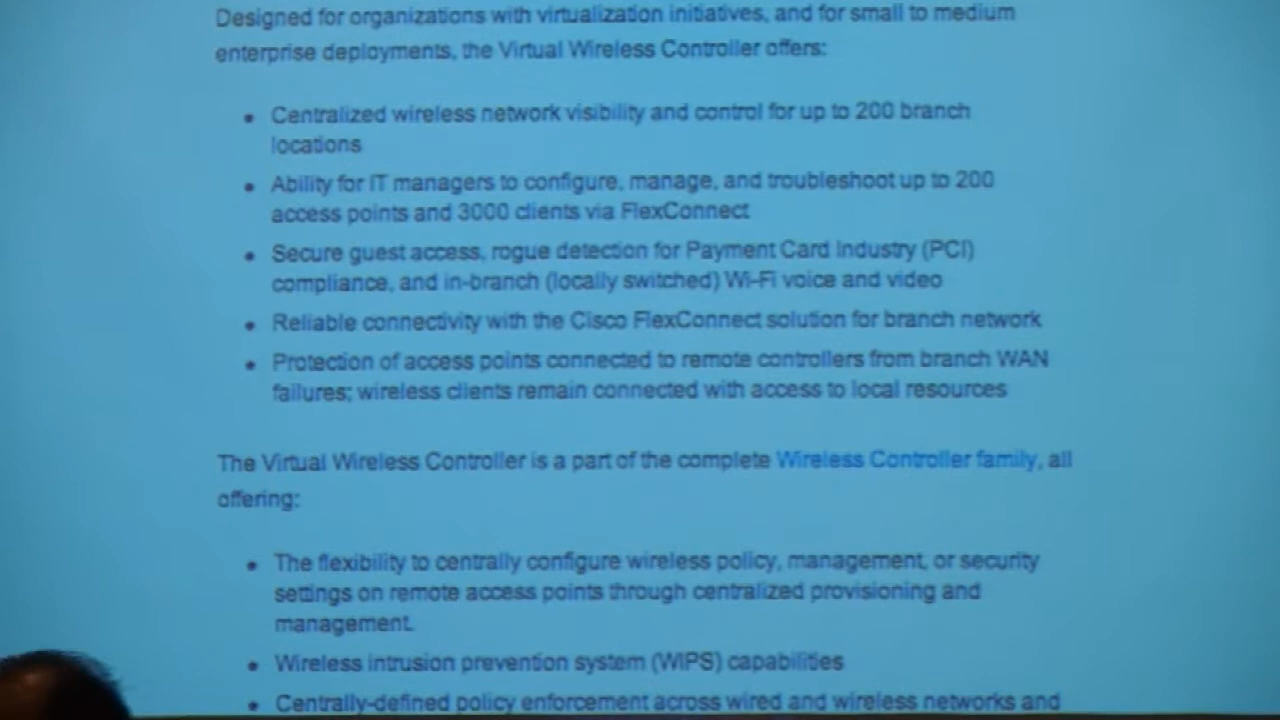 Designed for organizations with virtualization initiatives, and for small to medium
enterprise deployments, the Virtual Wireless Controller offers:
• Centralized wireless network visibility and control for up to 200 branch
locations
• Ability for IT managers to configure, manage, and troubleshoot up to 200
access points and 3000 clients via FlexConnect
• Secure guest access, rogue detection for Payment Card Industry (PCI)
compliance, and in-branch (locally switched) Wi-Fi voice and video
• Reliable connectivity with the Cisco FlexConnect solution for branch network
• Protection of access points connected to remote controllers from branch WAN
failures; wireless clients remain connected with access to local resources
The Virtual Wireless Controller is a part of the complete Wireless Controller family, all
offering:
• The flexibility to centrally configure wireless policy, management, or security
settings on remote access points through centralized provisioning and
management.
• Wireless intrusion prevention system (WIPS) capabilities
• Centrally-defined policy enforcement across wired and wireless networks and